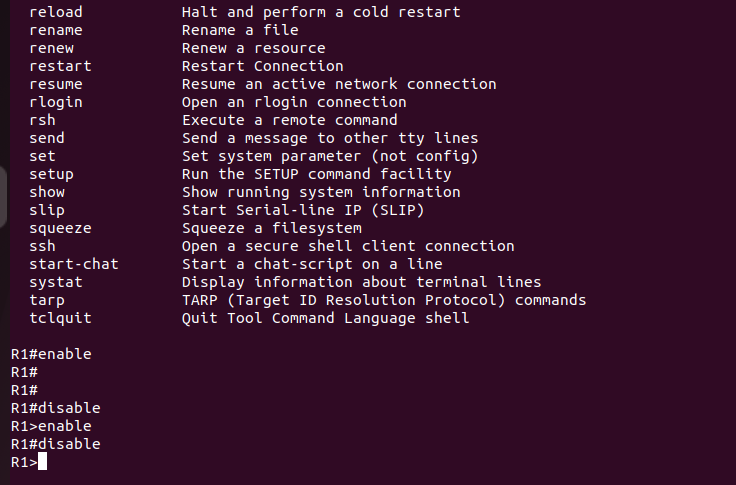 reload Halt and perform a cold restart
rename Rename a file
renew Renew a resource
restart Restart Connection
resume Resume an active network connection
rlogin Open an rlogin connection
rsh Execute a remote command
send Send a message to other tty lines
set Set system parameter (not config)
setup Run the SETUP command facility
show Show running system information
slip Start Serial-line IP (SLIP)
squeeze Squeeze a filesystem
ssh Open a secure shell client connection
start-chat Start a chat-script on a line
systat Display information about terminal lines
tarp TARP (Target ID Resolution Protocol) commands
tclquit Quit Tool Command Language shell
R1#enable
R1#
R1#
R1#disable
R1>enable
R1#disable
R1>